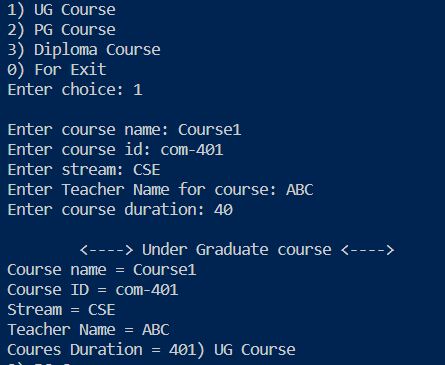 1) UG Course
2) PG Course
3) Diploma Course
0) For Exit
Enter choice: 1
Enter course name: Course1
Enter course id: com-401
Enter stream: CSE
Enter Teacher Name for course: ABC
Enter course duration: 40
<----> Under Graduate course <---->
Course name = Course1
Course ID = com-401
Stream = CSE
Teacher Name = ABC
Coures Duration = 401) UG Course